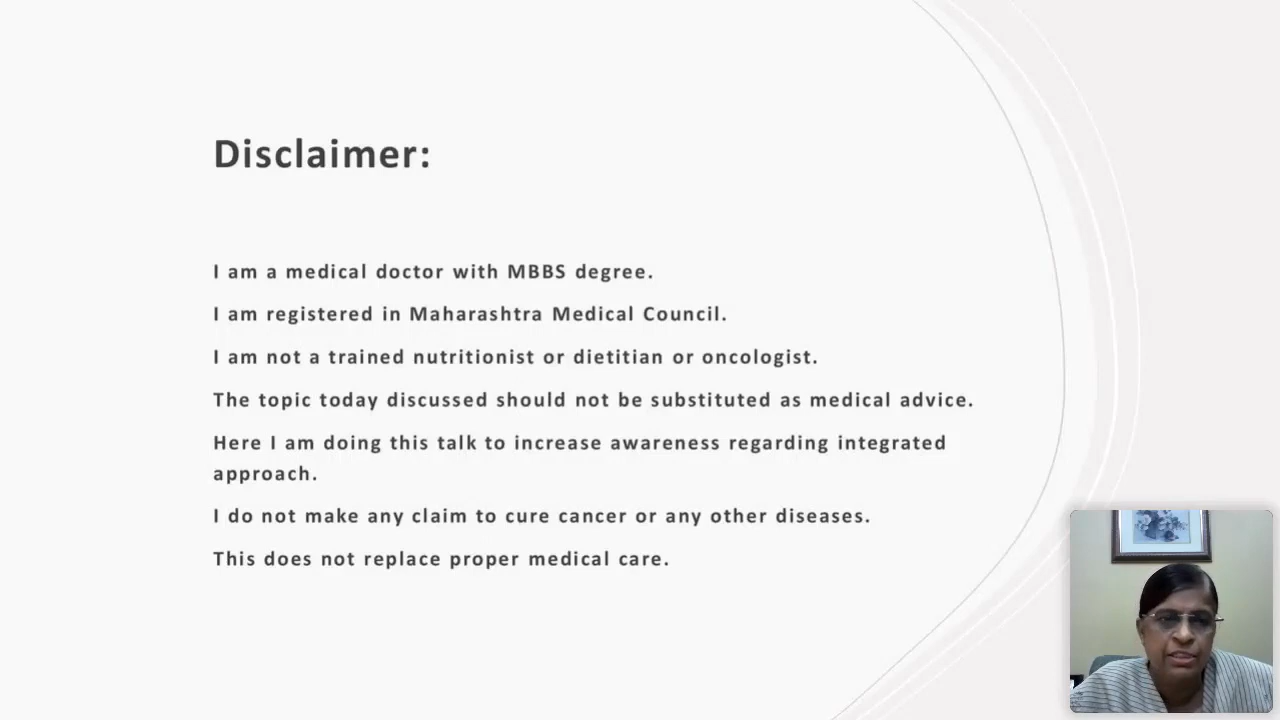 Disclaimer:
I am a medical doctor with MBBS degree.
I am registered in Maharashtra Medical Council.
I am not a trained nutritionist or dietitian or oncologist.
The topic today discussed should not be substituted as medical advice.
Here I am doing this talk to increase awareness regarding integrated
approach.
I do not make any claim to cure cancer or any other diseases.
This does not replace proper medical care.